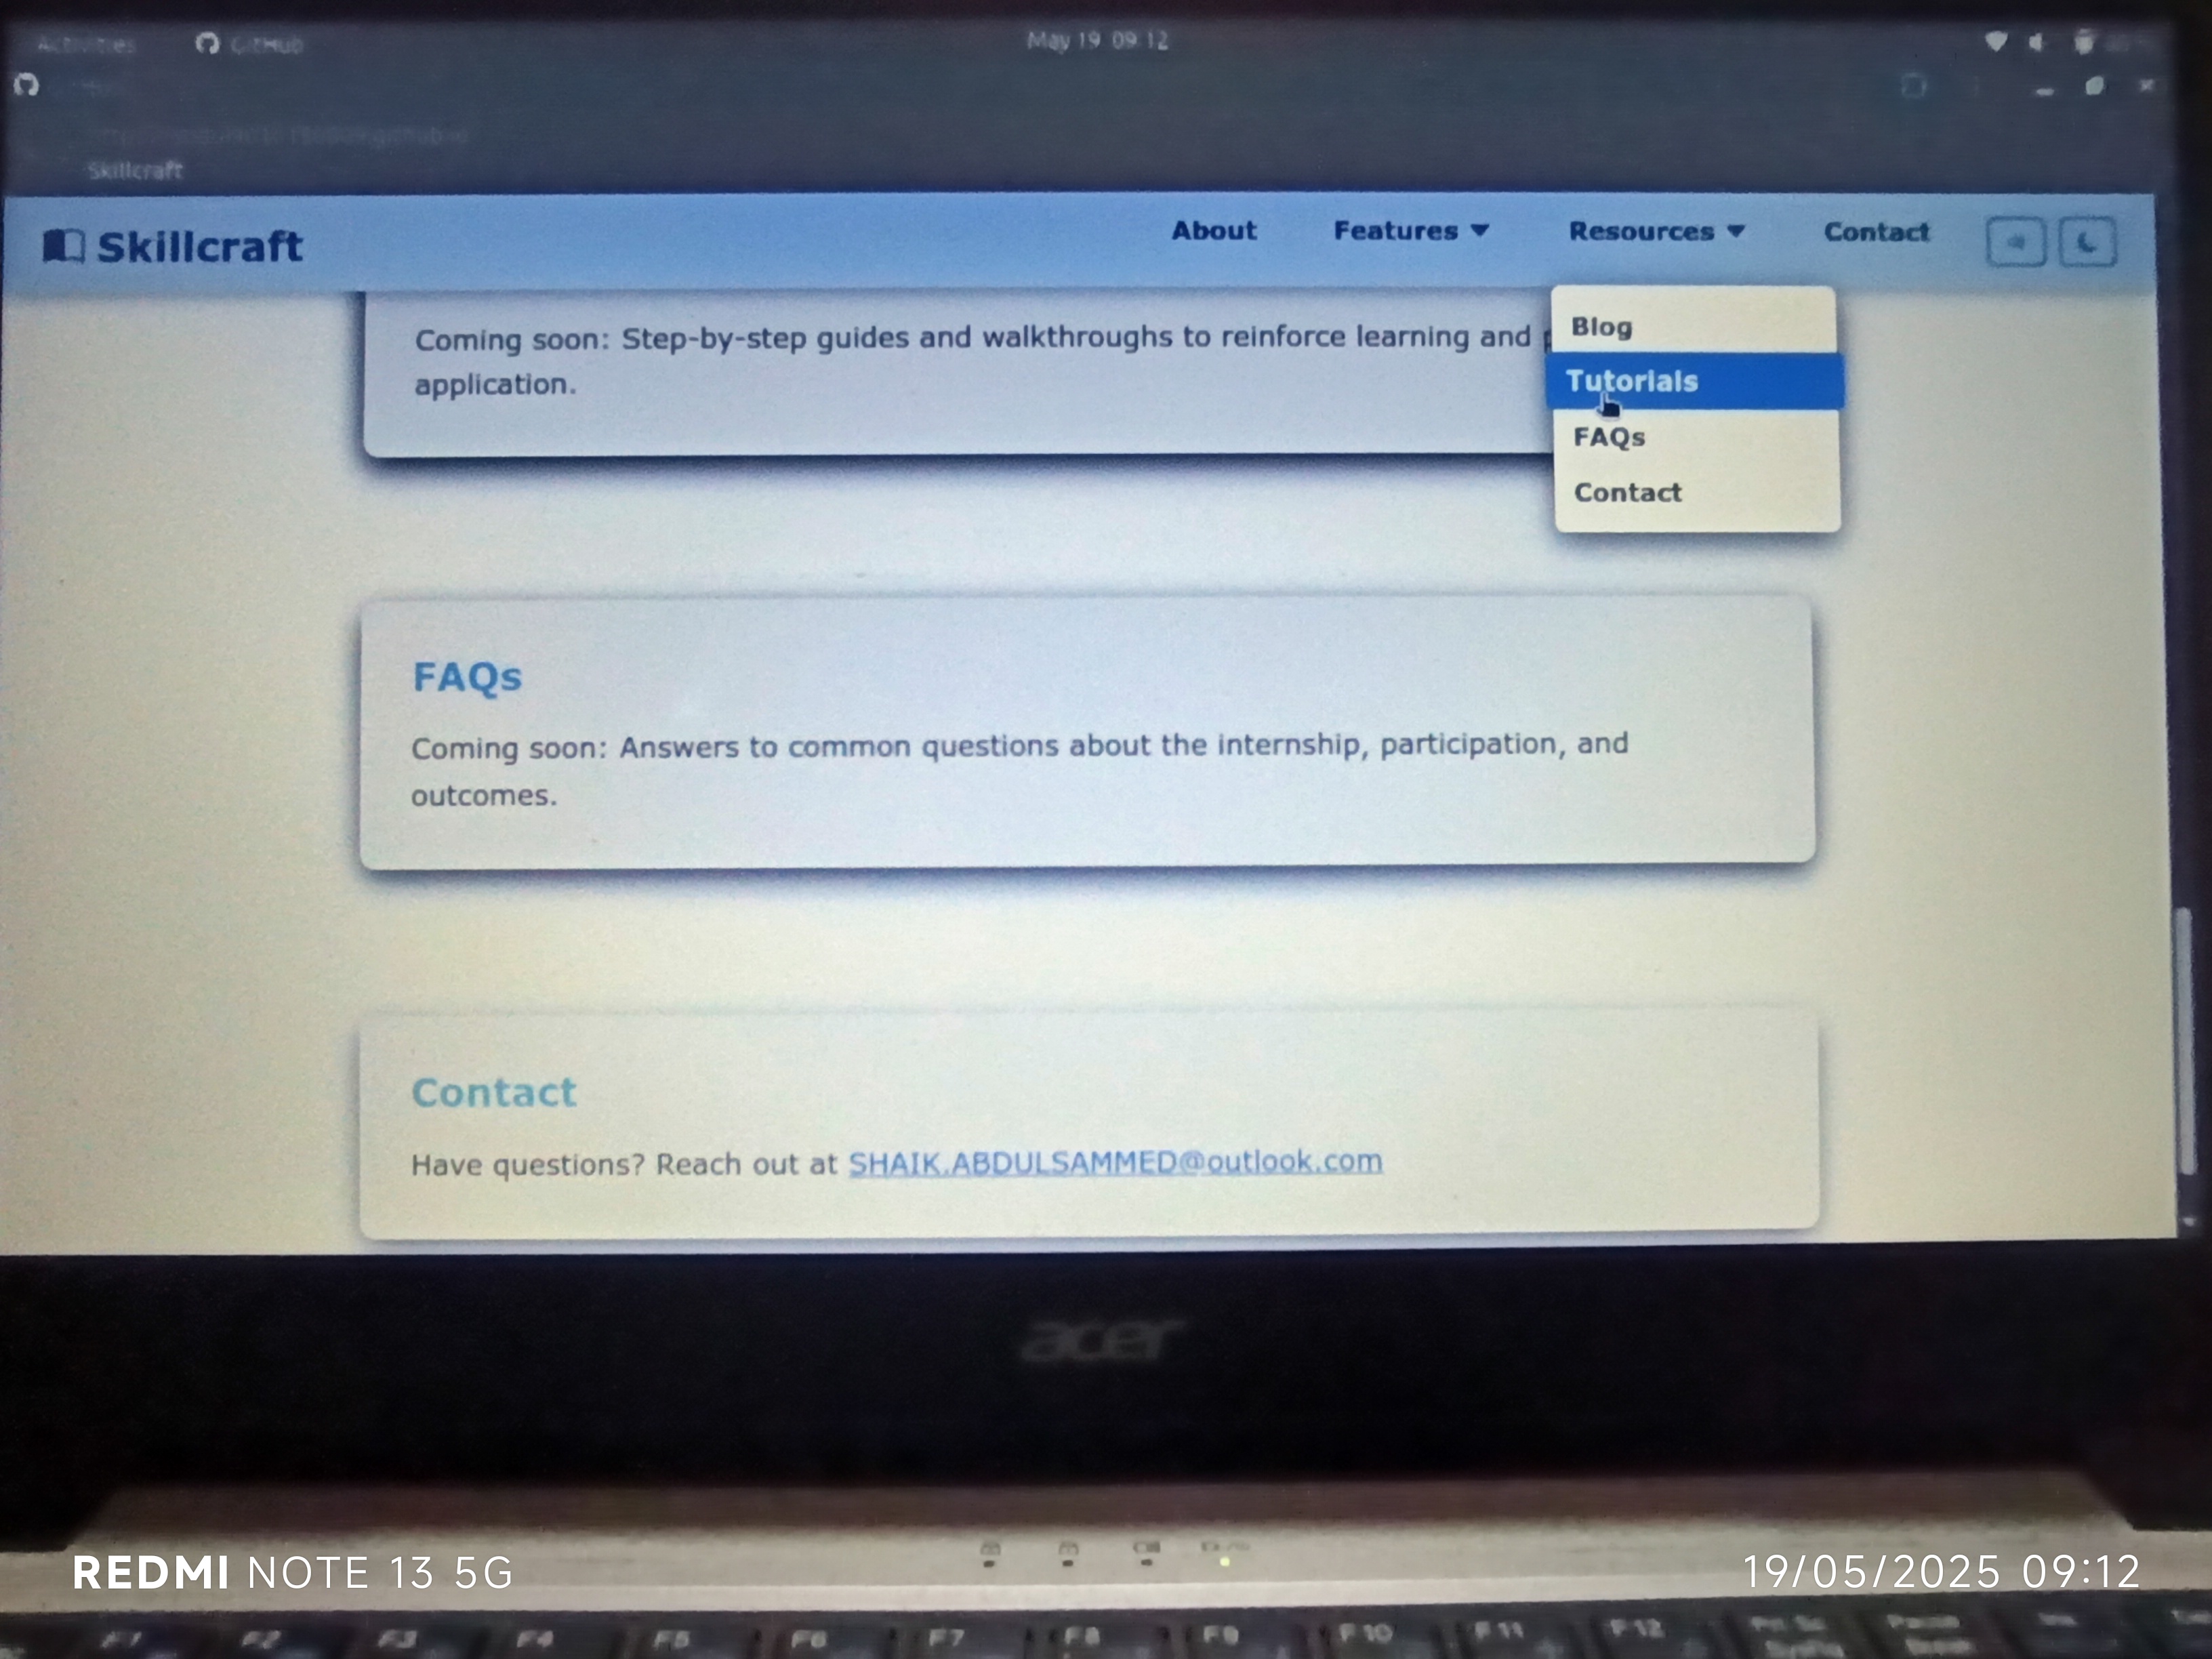 Activities GitHub May 19 09:12
Skillcraft
Skillcraft About Features Resources Contact
Coming soon: Step-by-step guides and walkthroughs to reinforce learning and
application.
Blog
Tutorials
FAQs
Contact
FAQs
Coming soon: Answers to common questions about the internship, participation, and
outcomes.
Contact
Have questions? Reach out at SHAIK.ABDULSAMMED@outlook.com
acer
REDMI NOTE 13 5G 19/05/2025 09:12
F1 F2 F3 F4 F5 F6 F7 F8 F9 F10 F11 F12 Pause
Break